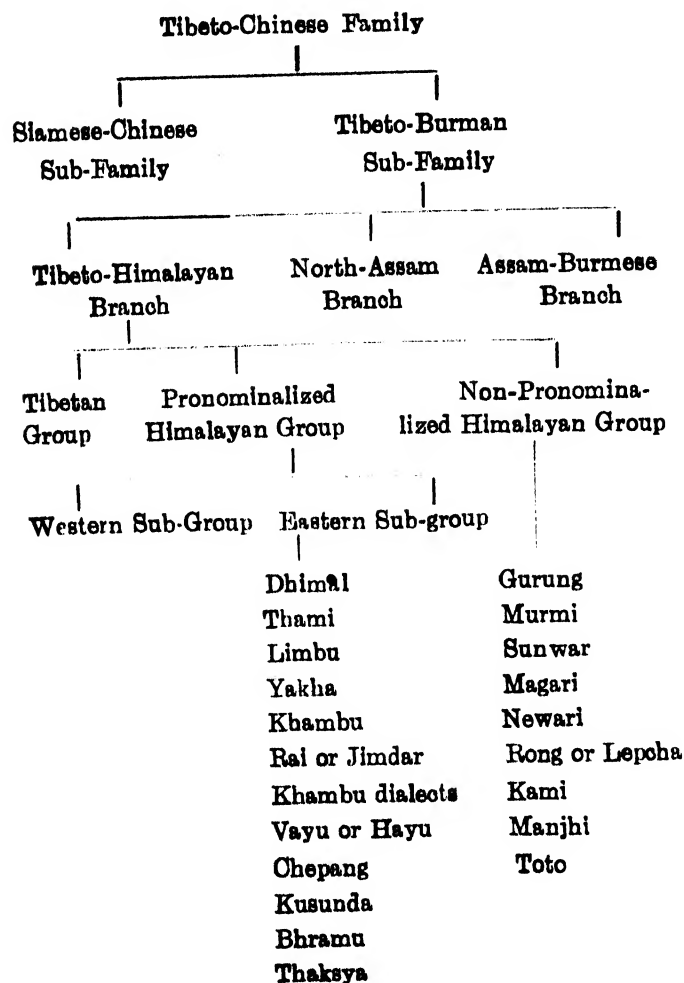 Tibeto-Chinese Family
Siamese-Chinese
Sub-Family
Tibeto-Burman
Sub-Family
Tibeto-Himalayan
Branch
North-Assam
Branch
Assam-Burmese
Branch
Tibetan
Group
Pronominalized
Himalayan Group
Non-Pronomina-
lized Himalayan Group
Western Sub-Group
Eastern Sub-group
Dhimal
Thami
Limbu
Yakha
Khambu
Rai or Jimdar
Khambu dialects
Vayu or Hayu
Chepang
Kusunda
Bhramu
Thaksya
Gurung
Murmi
Sunwar
Magari
Newari
Rong or Lepcha
Kami
Manjhi
Toto